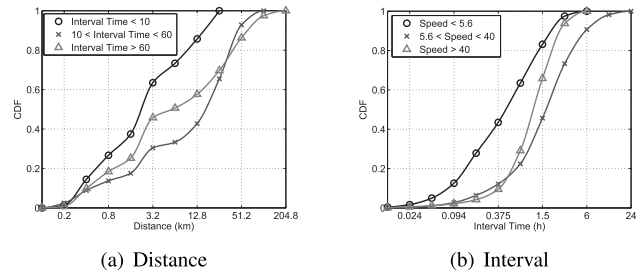 1
0.8
0.6
0.4
0.2
0
CDF
Interval Time < 10
10 < Interval Time < 60
Interval Time > 60
0.2 0.8 3.2 12.8 51.2 204.8
Distance (km)
(a) Distance
1
0.8
0.6
0.4
0.2
0
CDF
Speed < 5.6
5.6 < Speed < 40
Speed > 40
0.024 0.094 0.375 1.5 6 24
Interval Time (h)
(b) Interval